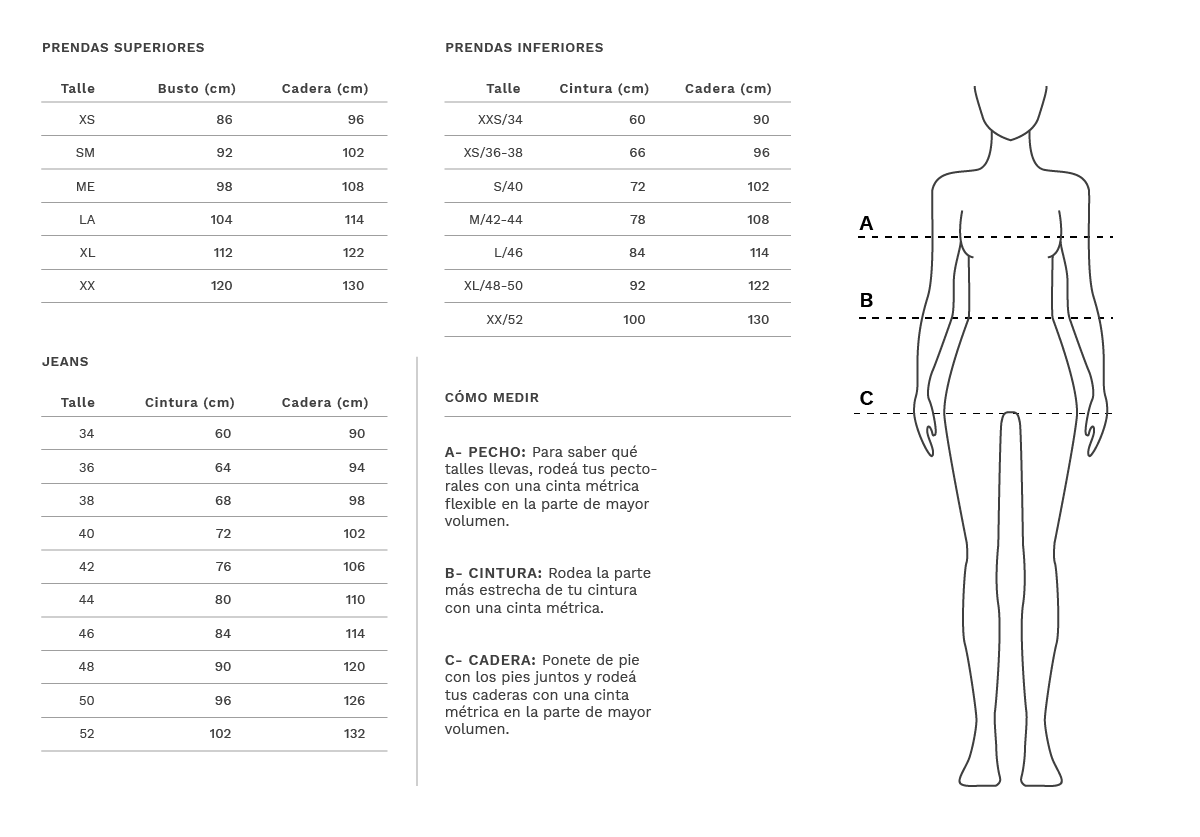 PRENDAS SUPERIORES
Talle Busto (cm) Cadera (cm)
XS 86 96
SM 92 102
ME 98 108
LA 104 114
XL 112 122
XX 120 130
PRENDAS INFERIORES
Talle Cintura (cm) Cadera (cm)
XXS/34 60 90
XS/36-38 66 96
S/40 72 102
M/42-44 78 108
L/46 84 114
XL/48-50 92 122
XX/52 100 130
JEANS
Talle Cintura (cm) Cadera (cm)
34 60 90
36 64 94
38 68 98
40 72 102
42 76 106
44 80 110
46 84 114
48 90 120
50 96 126
52 102 132
CÓMO MEDIR
A- PECHO: Para saber qué
talles llevas, rodeá tus pecto-
rales con una cinta métrica
flexible en la parte de mayor
volumen.
B- CINTURA: Rodea la parte
más estrecha de tu cintura
con una cinta métrica.
C- CADERA: Ponete de pie
con los pies juntos y rodeá
tus caderas con una cinta
métrica en la parte de mayor
volumen.
A
B
C